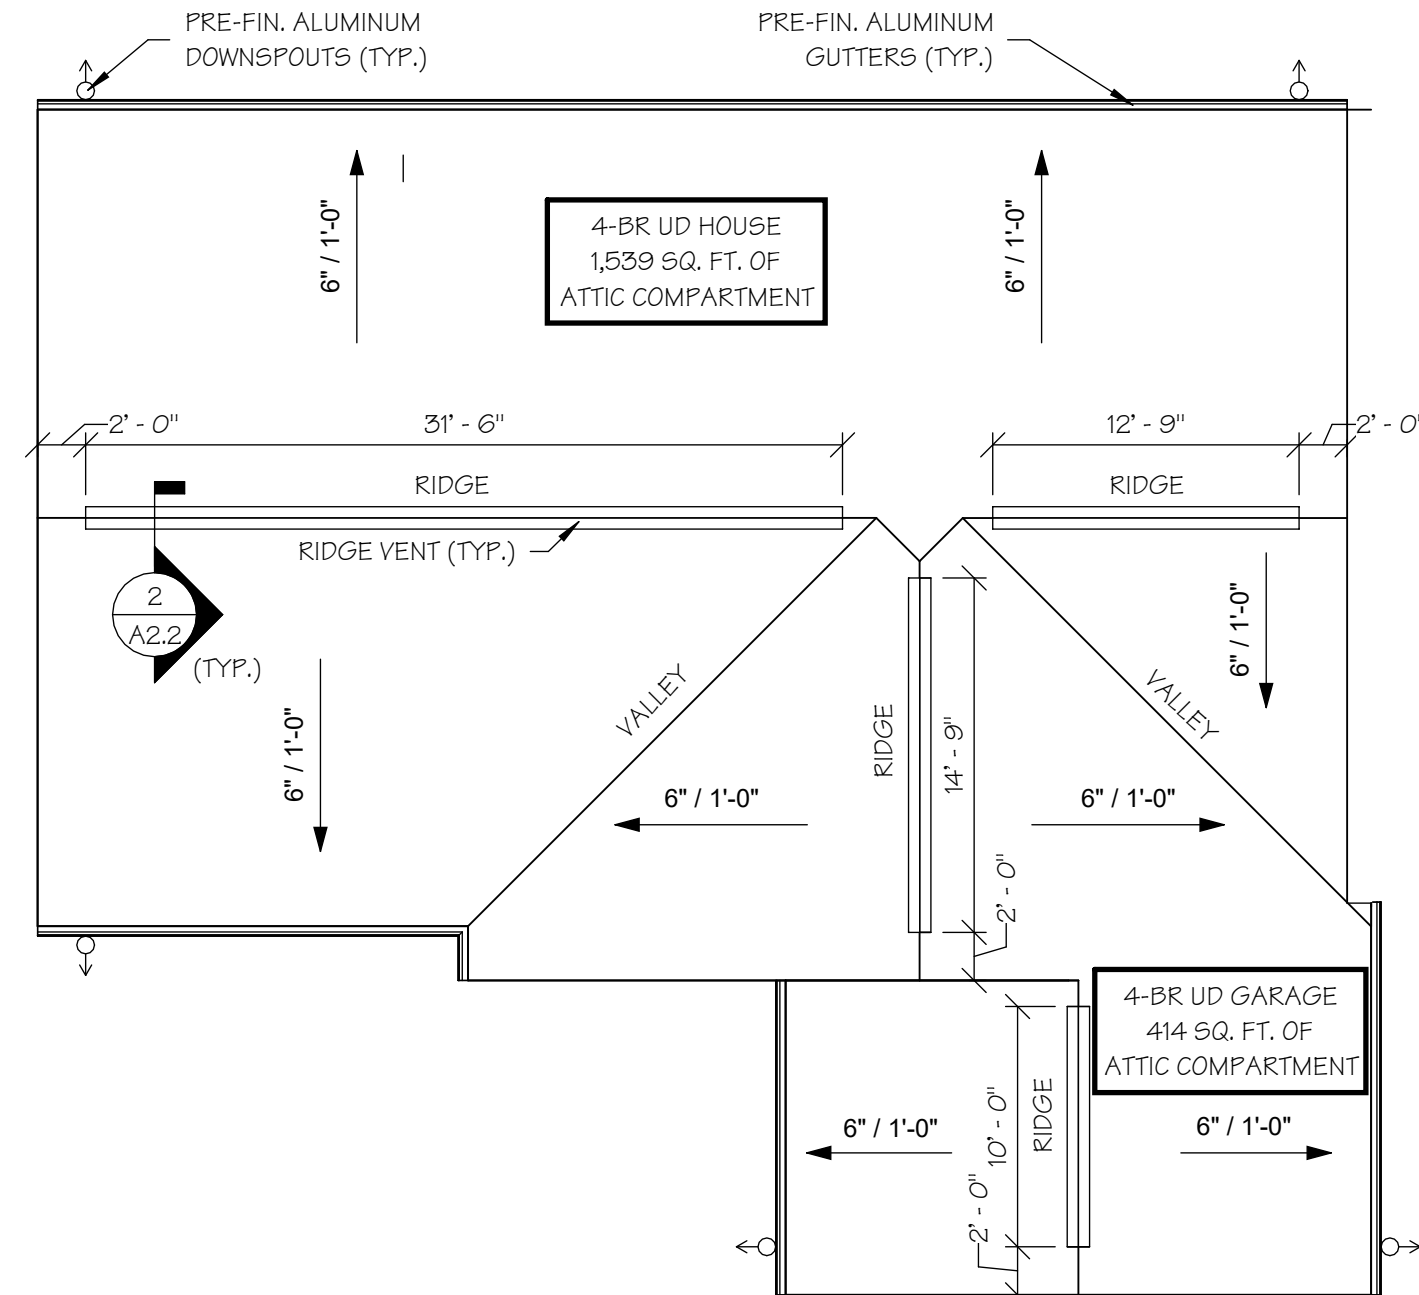 PRE-FIN. ALUMINUM
DOWNSPOUTS (TYP.)
PRE-FIN. ALUMINUM
GUTTERS (TYP.)
6" / 1'-0"
4-BR UD HOUSE
1,539 SQ. FT. OF
ATTIC COMPARTMENT
6" / 1'-0"
2' - 0"
31' - 6"
12' - 9"
2' - 0"
RIDGE
RIDGE
RIDGE VENT (TYP.)
2
A2.2
(TYP.)
6" / 1'-0"
VALLEY
RIDGE
14' - 9"
VALLEY
6" / 1'-0"
6" / 1'-0"
6" / 1'-0"
2' - 0"
4-BR UD GARAGE
414 SQ. FT. OF
ATTIC COMPARTMENT
6" / 1'-0"
10' - 0"
RIDGE
6" / 1'-0"
2' - 0"